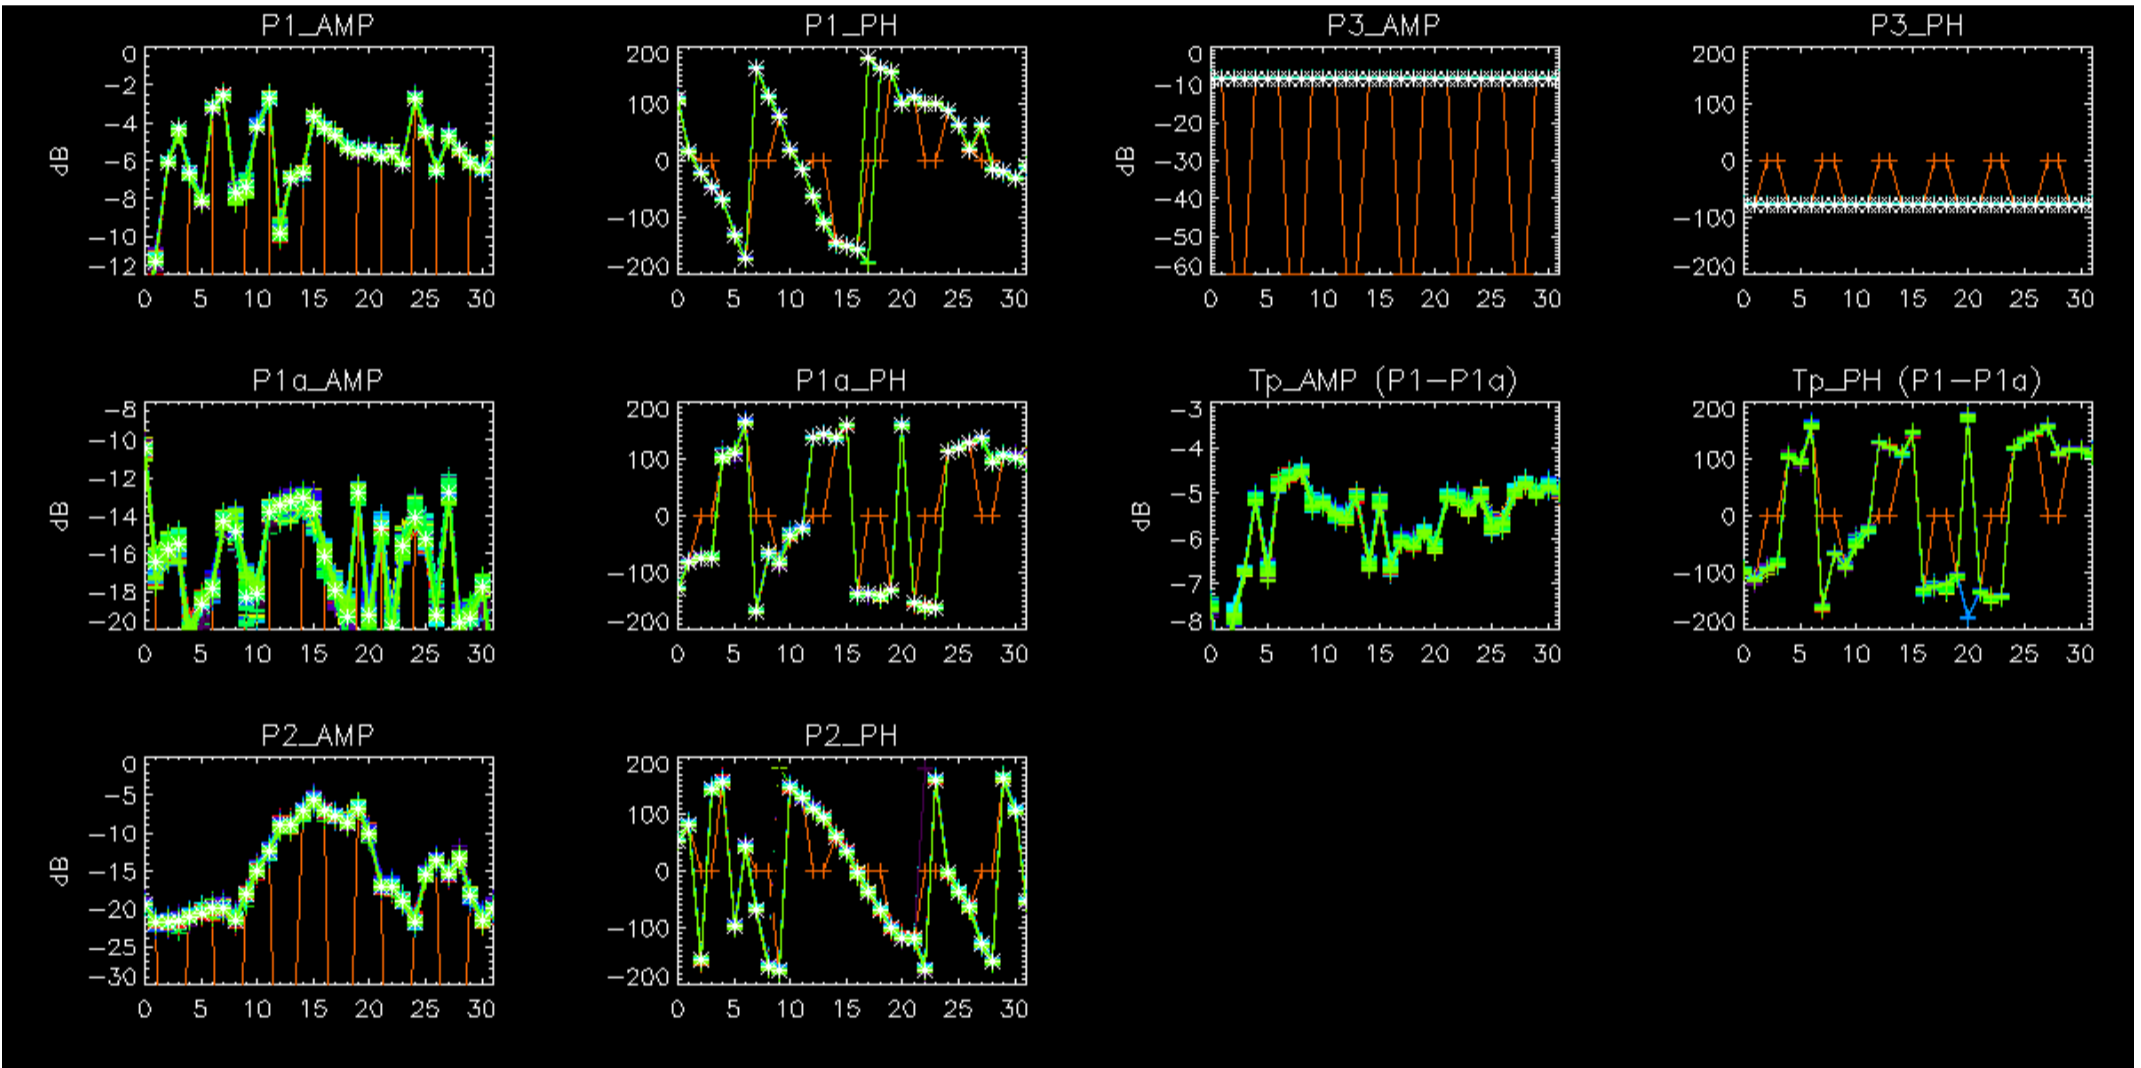 P1_AMP
P1_PH
P3_AMP
P3_PH
dB
0
-2
-4
-6
-8
-10
-12
0 5 10 15 20 25 30
200
100
0
-100
-200
0 5 10 15 20 25 30
dB
0
-10
-20
-30
-40
-50
-60
0 5 10 15 20 25 30
200
100
0
-100
-200
0 5 10 15 20 25 30
P1a_AMP
P1a_PH
Tp_AMP (P1-P1a)
Tp_PH (P1-P1a)
dB
-8
-10
-12
-14
-16
-18
-20
0 5 10 15 20 25 30
200
100
0
-100
-200
0 5 10 15 20 25 30
dB
-3
-4
-5
-6
-7
-8
0 5 10 15 20 25 30
200
100
0
-100
-200
0 5 10 15 20 25 30
P2_AMP
P2_PH
dB
0
-5
-10
-15
-20
-25
-30
0 5 10 15 20 25 30
200
100
0
-100
-200
0 5 10 15 20 25 30